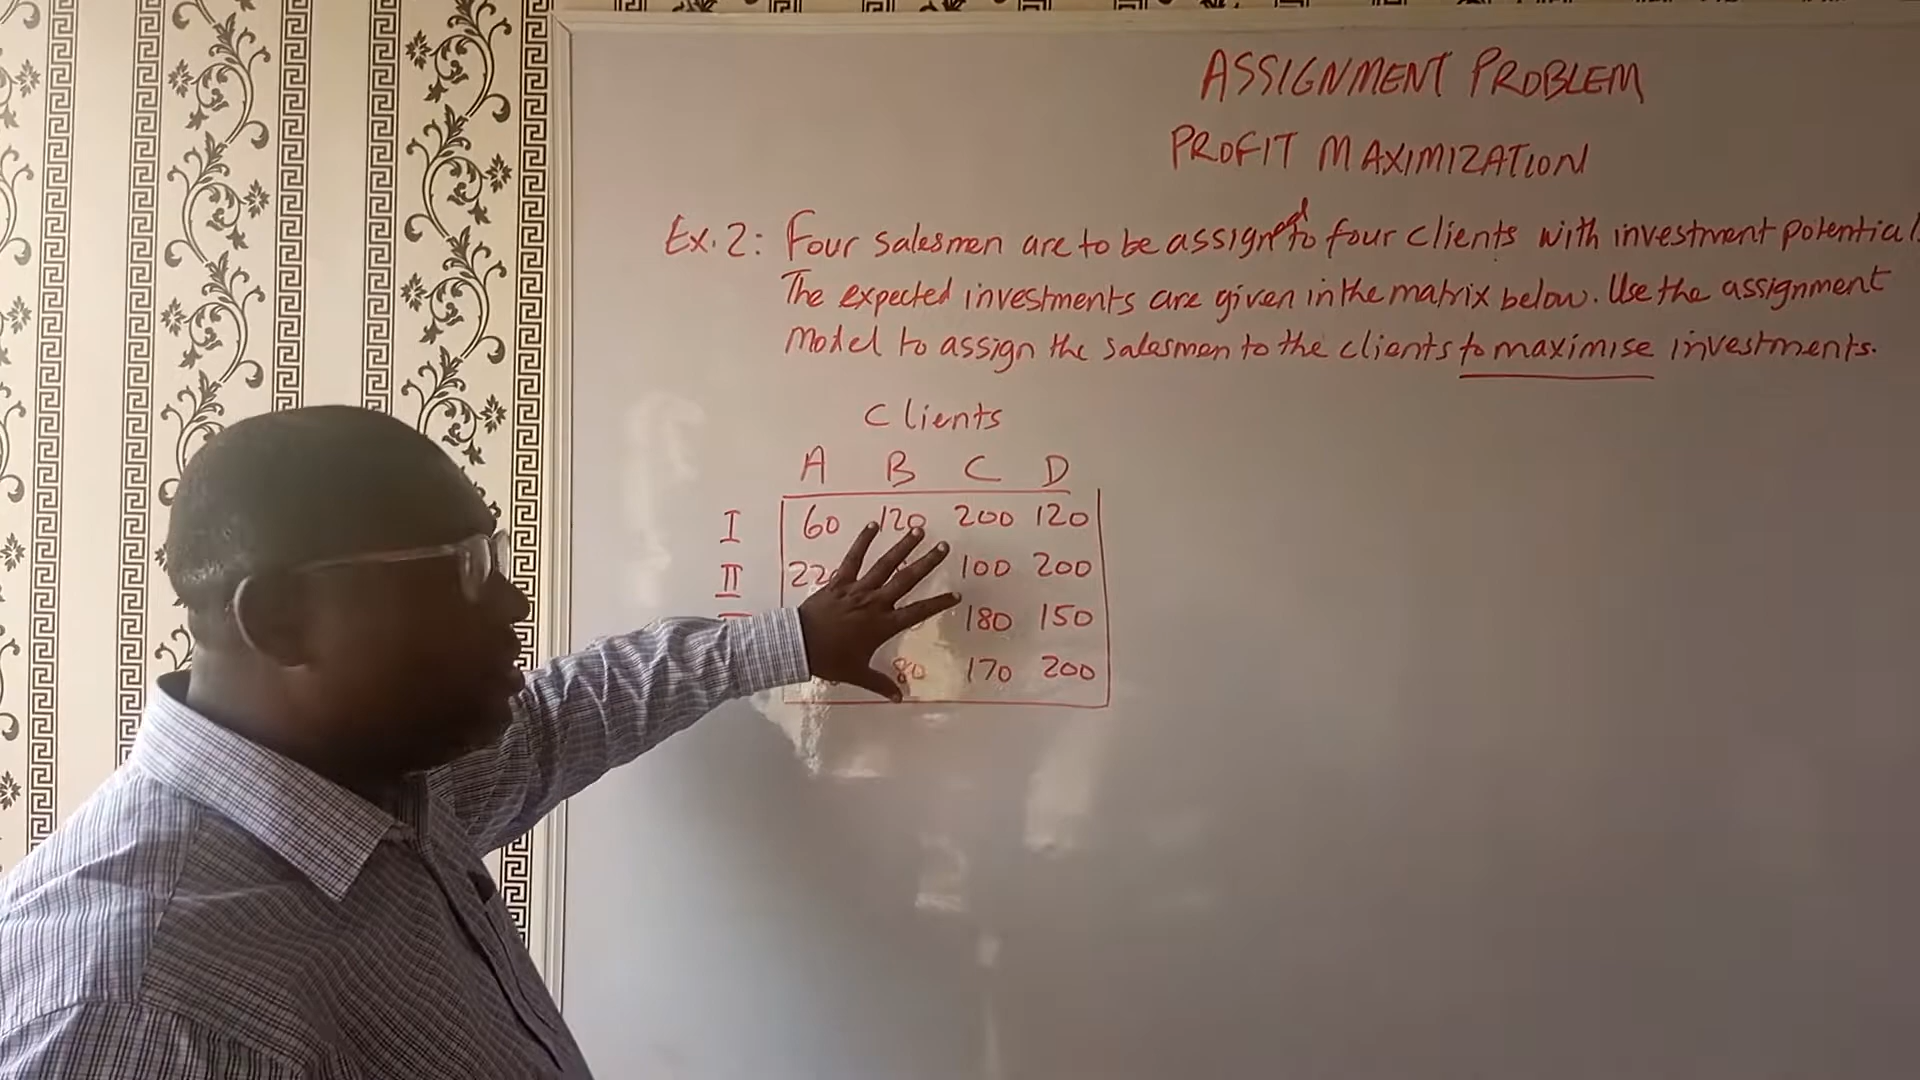 ASSIGNMENT PROBLEM
PROFIT MAXIMIZATION
Ex. 2: Four salesmen are to be assigned to four clients with investment potential
The expected investments are given in the matrix below. Use the assignment
Model to assign the salesmen to the clients to maximise investments.
Clients
A B C D
I 60 120 200 120
II 100 200
180 150
80 170 200